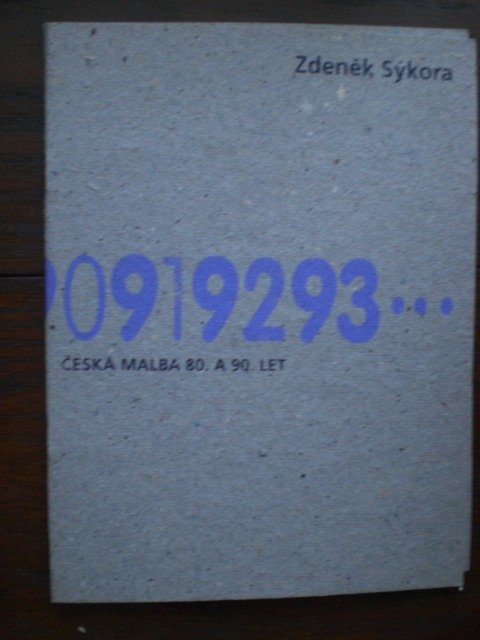 Zdeněk Sýkora
90919293...
ČESKÁ MALBA 80. A 90. LET